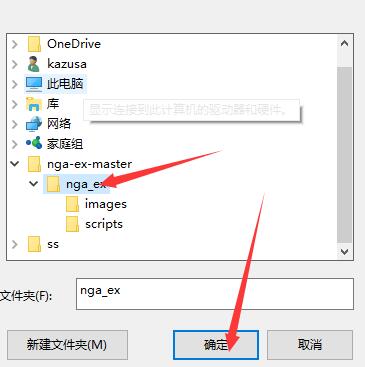 OneDrive
kazusa
此电脑
显示连接到此计算机的驱动器和硬件。
库
网络
家庭组
nga-ex-master
nga_ex
images
scripts
ss
文件夹(F):
nga_ex
新建文件夹(M)
确定
取消